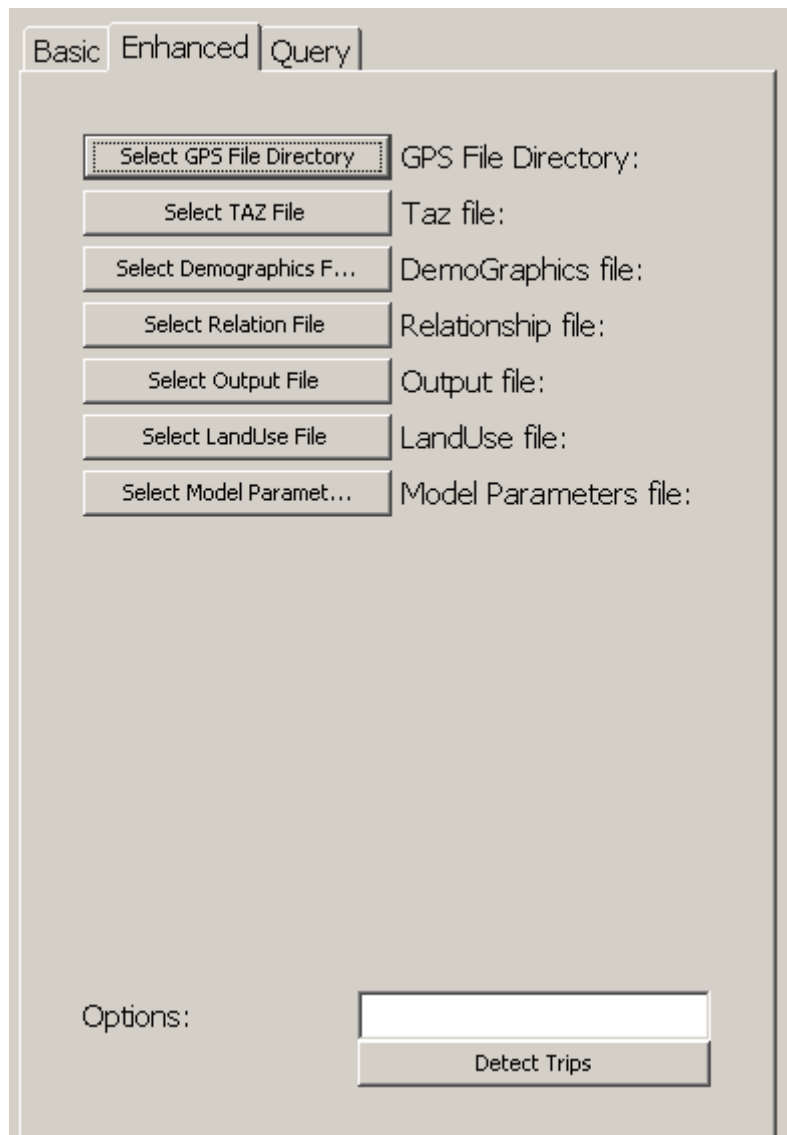 Basic Enhanced Query
Select GPS File Directory GPS File Directory:
Select TAZ File Taz file:
Select Demographics F... DemoGraphics file:
Select Relation File Relationship file:
Select Output File Output file:
Select LandUse File LandUse file:
Select Model Paramet... Model Parameters file:
Options:
Detect Trips